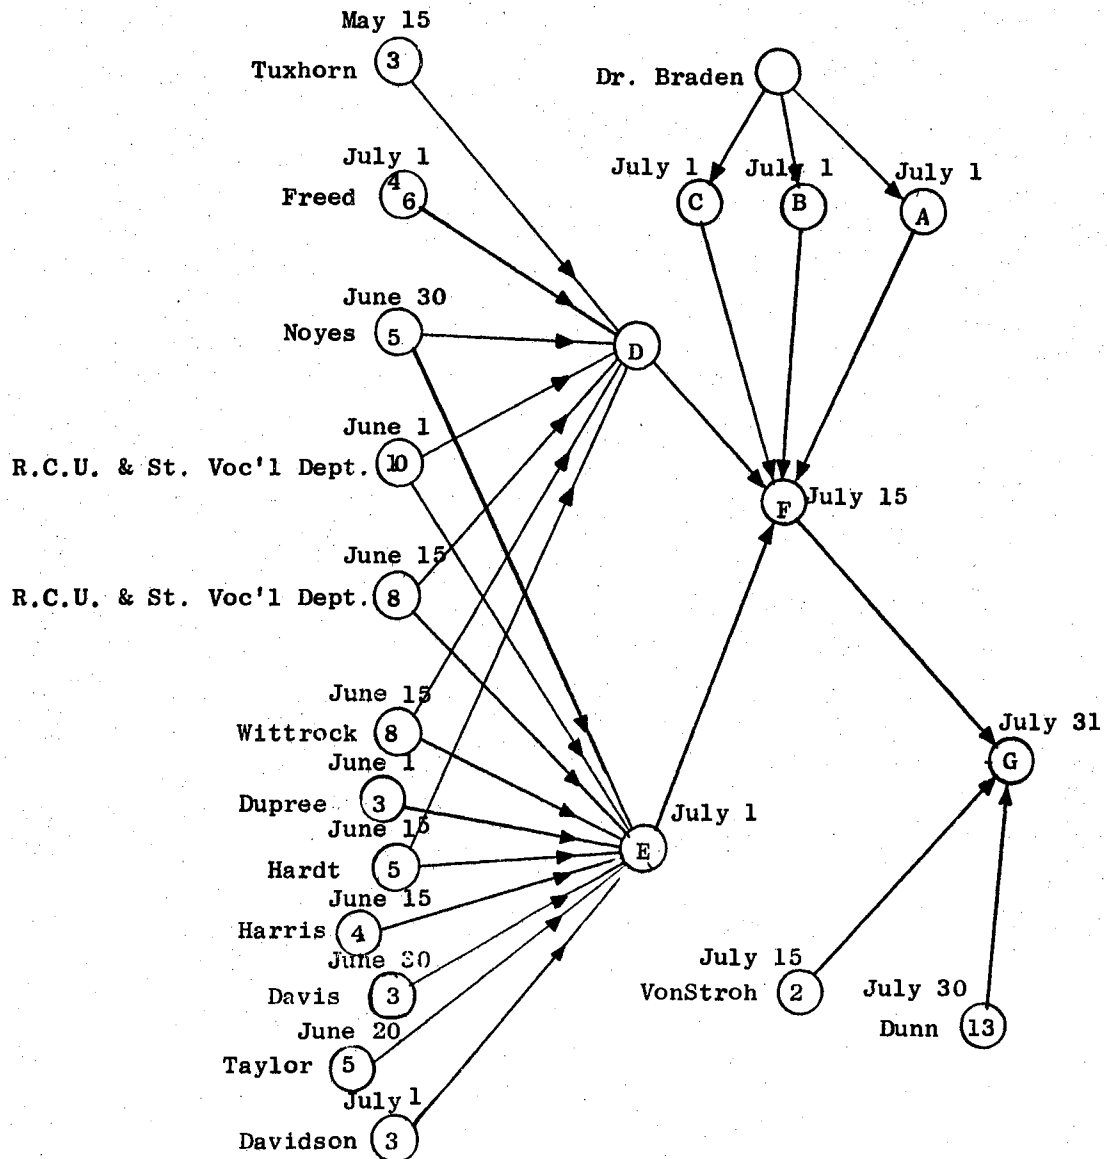 May 15
Tuxhorn 3
Dr. Braden
July 1
Freed 4 6
July 1 July 1 July 1
C B A
June 30
Noyes 5
D
June 1
R.C.U. & St. Voc'l Dept. 10
F July 15
June 15
R.C.U. & St. Voc'l Dept. 8
June 15
Wittrock 8
July 31
G
June 1
Dupree 3
July 1
E
June 15
Hardt 5
June 15
Harris 4
June 30
Davis 3
July 15
VonStroh 2
July 30
Dunn 13
June 20
Taylor 5
July 1
Davidson 3